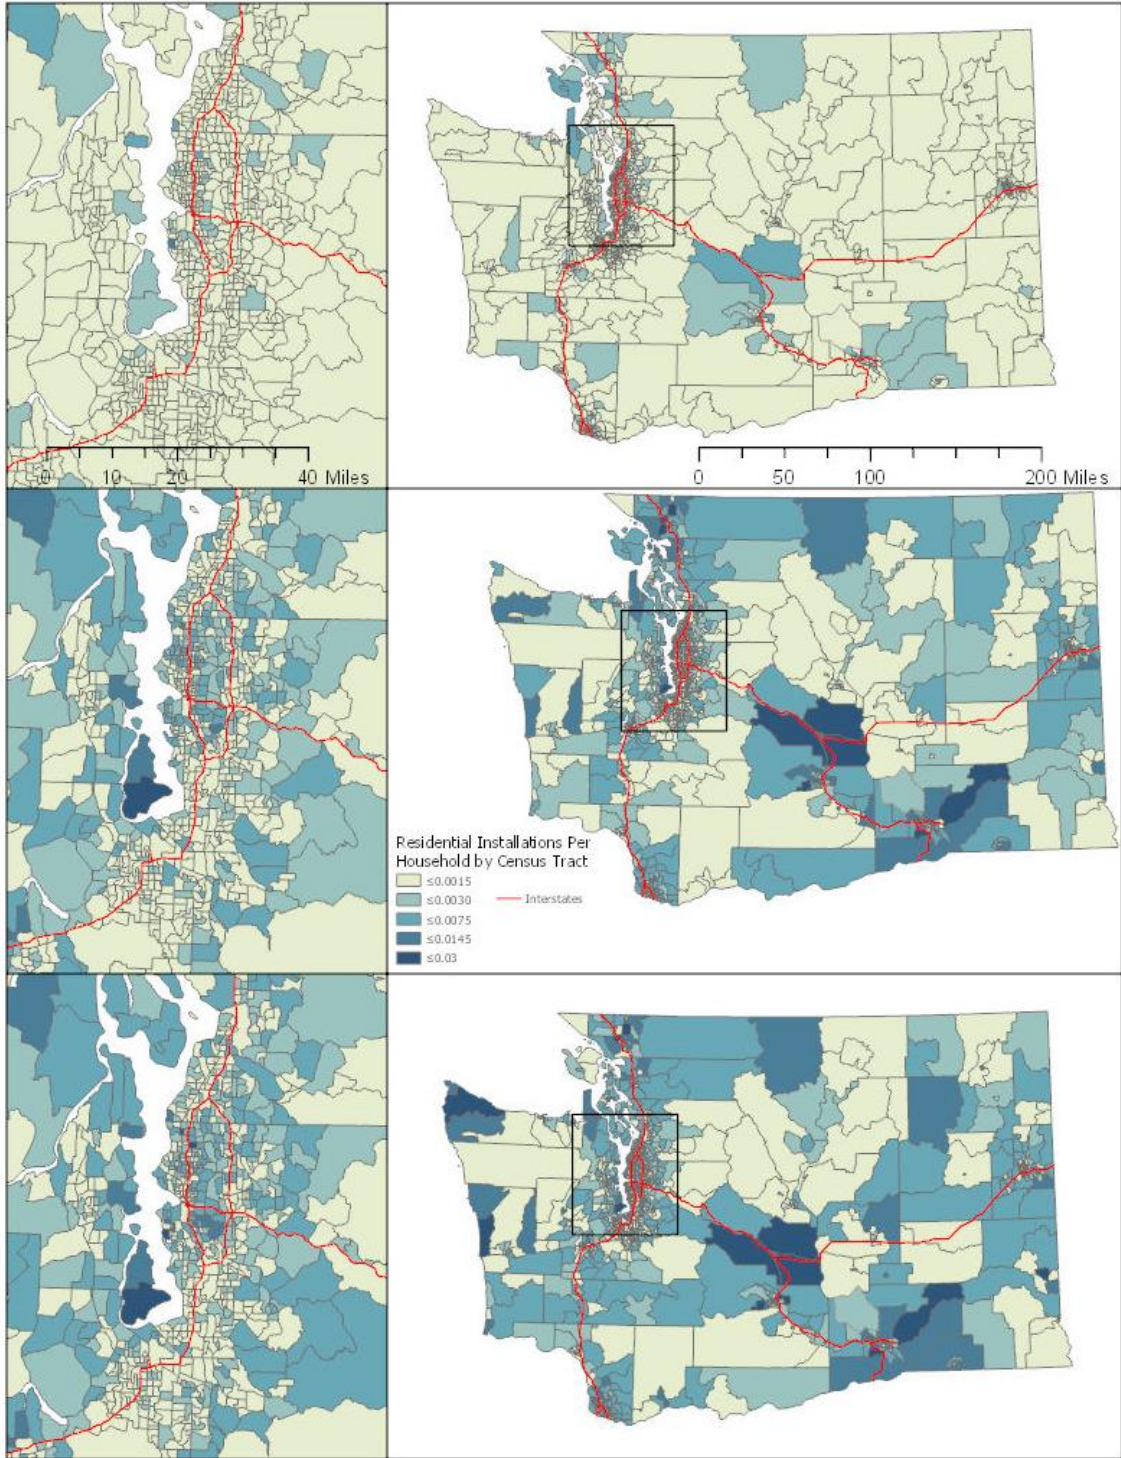 0 10 20 40 Miles
0 50 100 200 Miles
Residential Installations Per
Household by Census Tract
≤0.0015
≤0.0030
Interstates
≤0.0075
≤0.0145
≤0.03